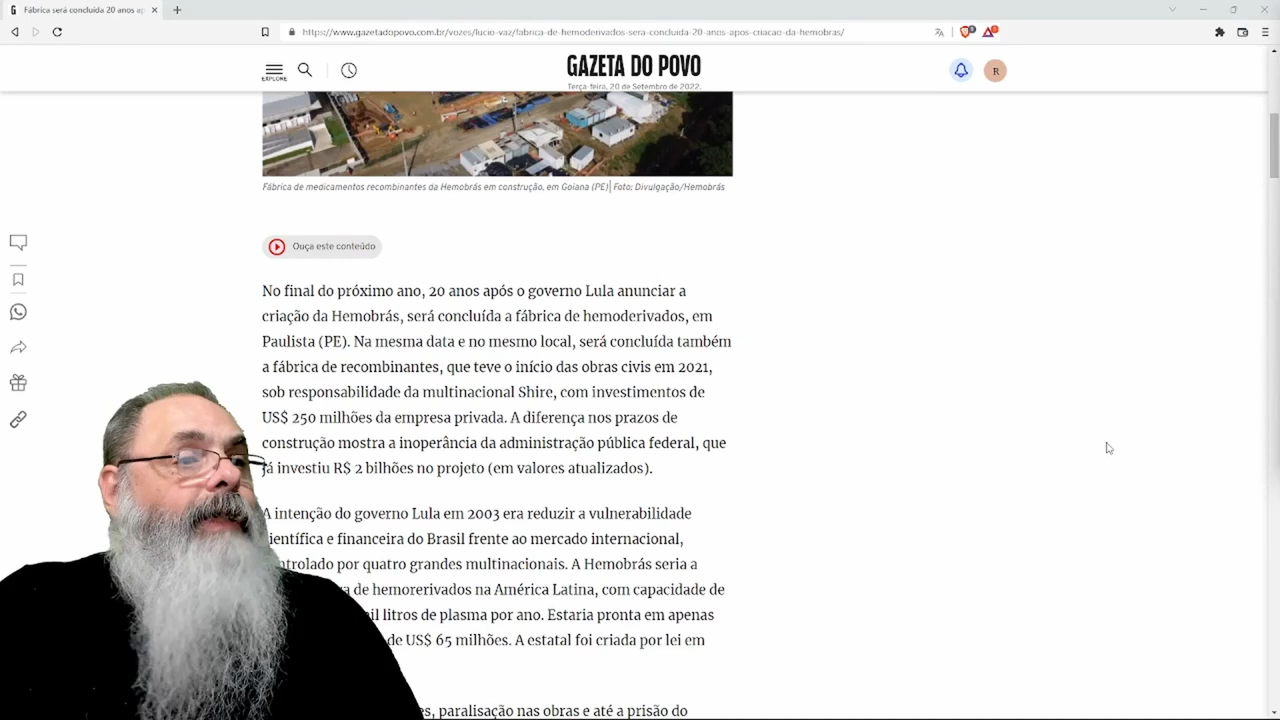 Fábrica será concluída 20 anos ap
https://www.gazetadopovo.com.br/vozes/lucio-vaz/fabrica-de-hemoderivados-sera-concluida-20-anos-apos-criacao-da-hemobras/
EXPLORE
GAZETA DO POVO
Terça-feira, 20 de Setembro de 2022.
R
Fábrica de medicamentos recombinantes da Hemobrás em construção, em Goiana (PE)| Foto: Divulgação/Hemobrás
Ouça este conteúdo
No final do próximo ano, 20 anos após o governo Lula anunciar a
criação da Hemobrás, será concluída a fábrica de hemoderivados, em
Paulista (PE). Na mesma data e no mesmo local, será concluída também
a fábrica de recombinantes, que teve o início das obras civis em 2021,
sob responsabilidade da multinacional Shire, com investimentos de
US$ 250 milhões da empresa privada. A diferença nos prazos de
construção mostra a inoperância da administração pública federal, que
já investiu R$ 2 bilhões no projeto (em valores atualizados).
A intenção do governo Lula em 2003 era reduzir a vulnerabilidade
científica e financeira do Brasil frente ao mercado internacional,
controlado por quatro grandes multinacionais. A Hemobrás seria a
de hemorerivados na América Latina, com capacidade de
litros de plasma por ano. Estaria pronta em apenas
de US$ 65 milhões. A estatal foi criada por lei em
paralisação nas obras e até a prisão do